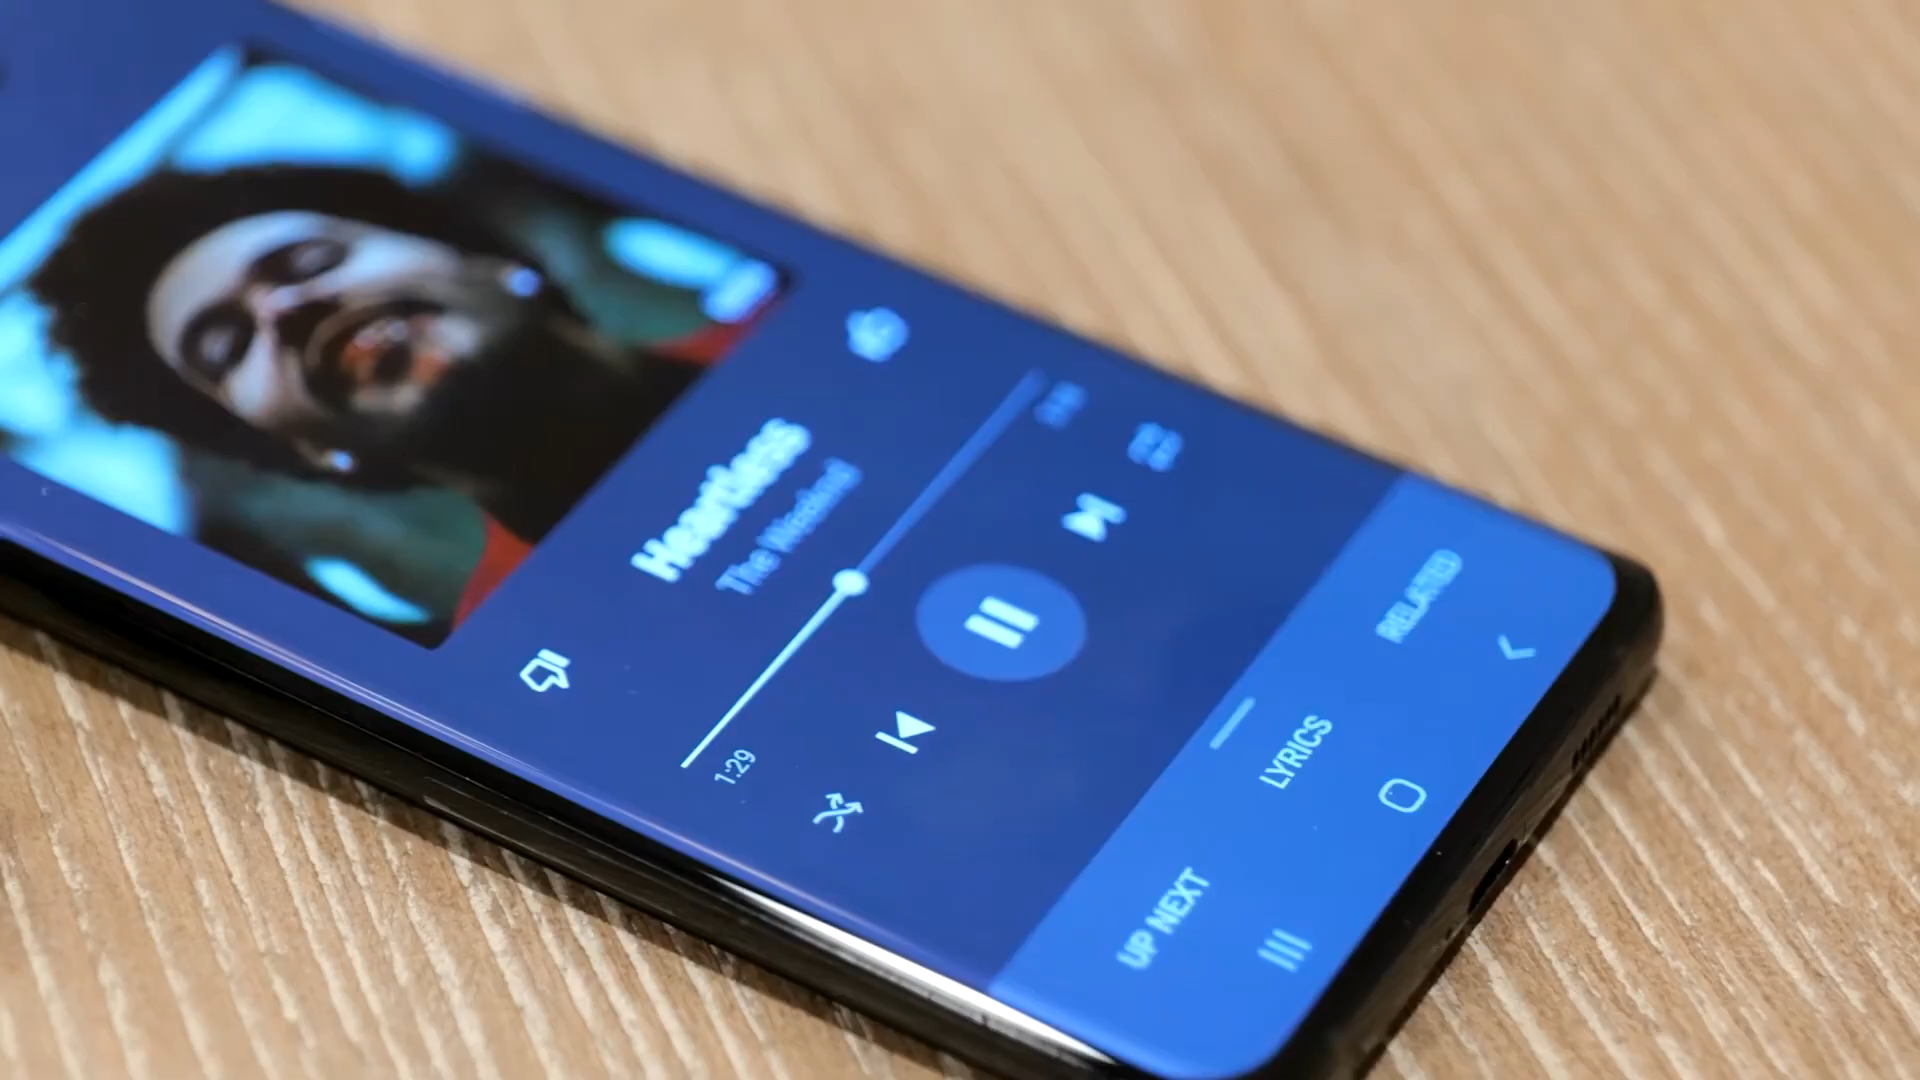 Heartless
The Weeknd
1:29
UP NEXT
LYRICS
RELATED